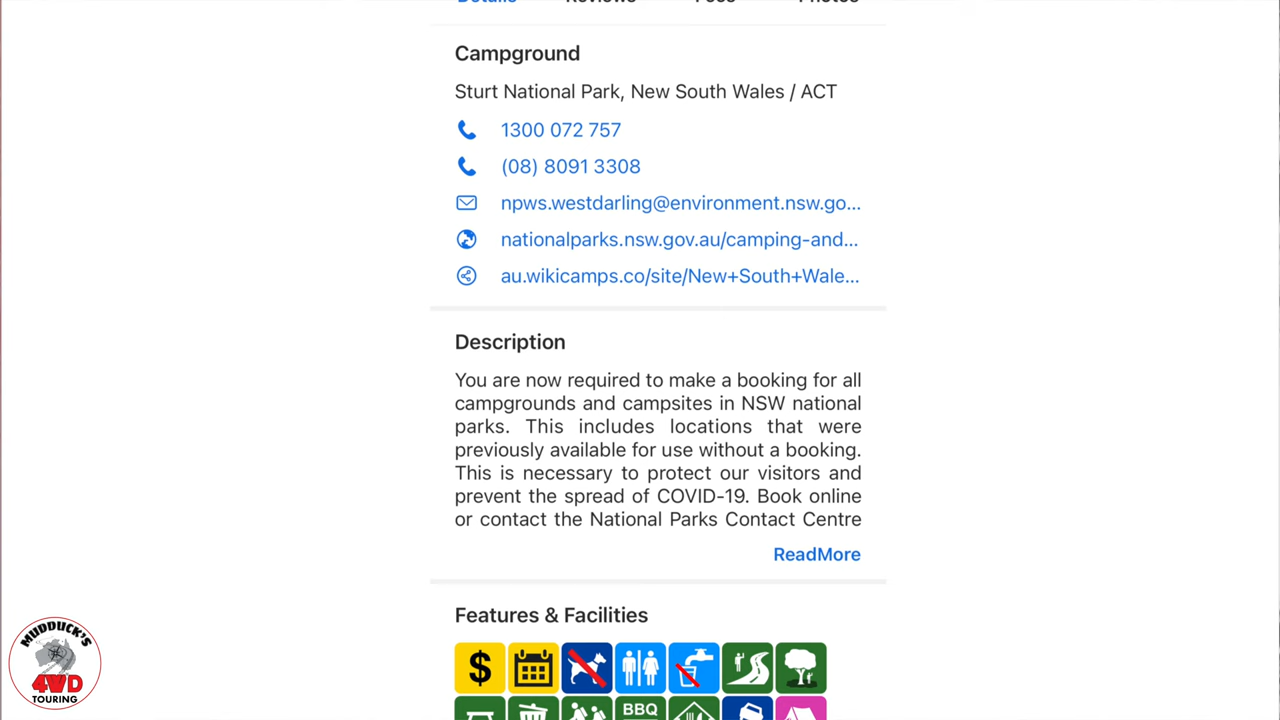 Details Reviews Fees Photos
Campground
Sturt National Park, New South Wales / ACT
1300 072 757
(08) 8091 3308
npws.westdarling@environment.nsw.go...
nationalparks.nsw.gov.au/camping-and...
au.wikicamps.co/site/New+South+Wale...
Description
You are now required to make a booking for all
campgrounds and campsites in NSW national
parks. This includes locations that were
previously available for use without a booking.
This is necessary to protect our visitors and
prevent the spread of COVID-19. Book online
or contact the National Parks Contact Centre
ReadMore
Features & Facilities
$
BBQ
MUDDUCK'S
4WD
TOURING